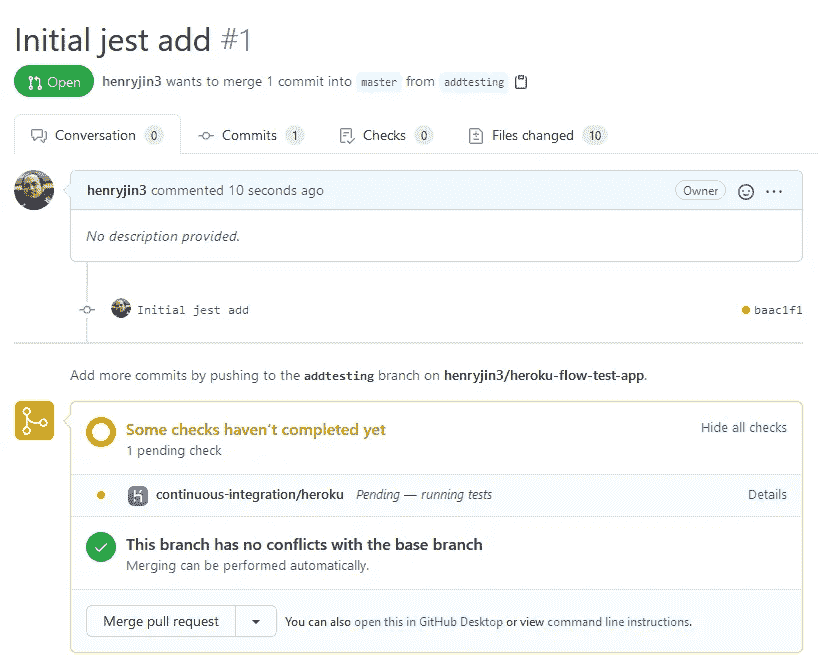 Initial jest add #1
Open henryjin3 wants to merge 1 commit into master from addtesting
Conversation 0 Commits 1 Checks 0 Files changed 10
henryjin3 commented 10 seconds ago Owner
No description provided.
Initial jest add baac1f1
Add more commits by pushing to the addtesting branch on henryjin3/heroku-flow-test-app.
Some checks haven't completed yet Hide all checks
1 pending check
continuous-integration/heroku Pending — running tests Details
This branch has no conflicts with the base branch
Merging can be performed automatically.
Merge pull request You can also open this in GitHub Desktop or view command line instructions.